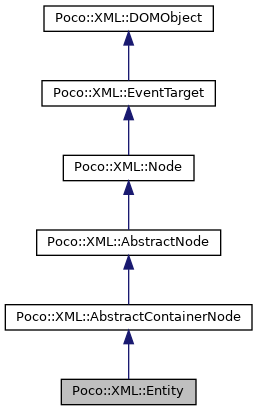 Poco::XML::DOMObject
Poco::XML::EventTarget
Poco::XML::Node
Poco::XML::AbstractNode
Poco::XML::AbstractContainerNode
Poco::XML::Entity